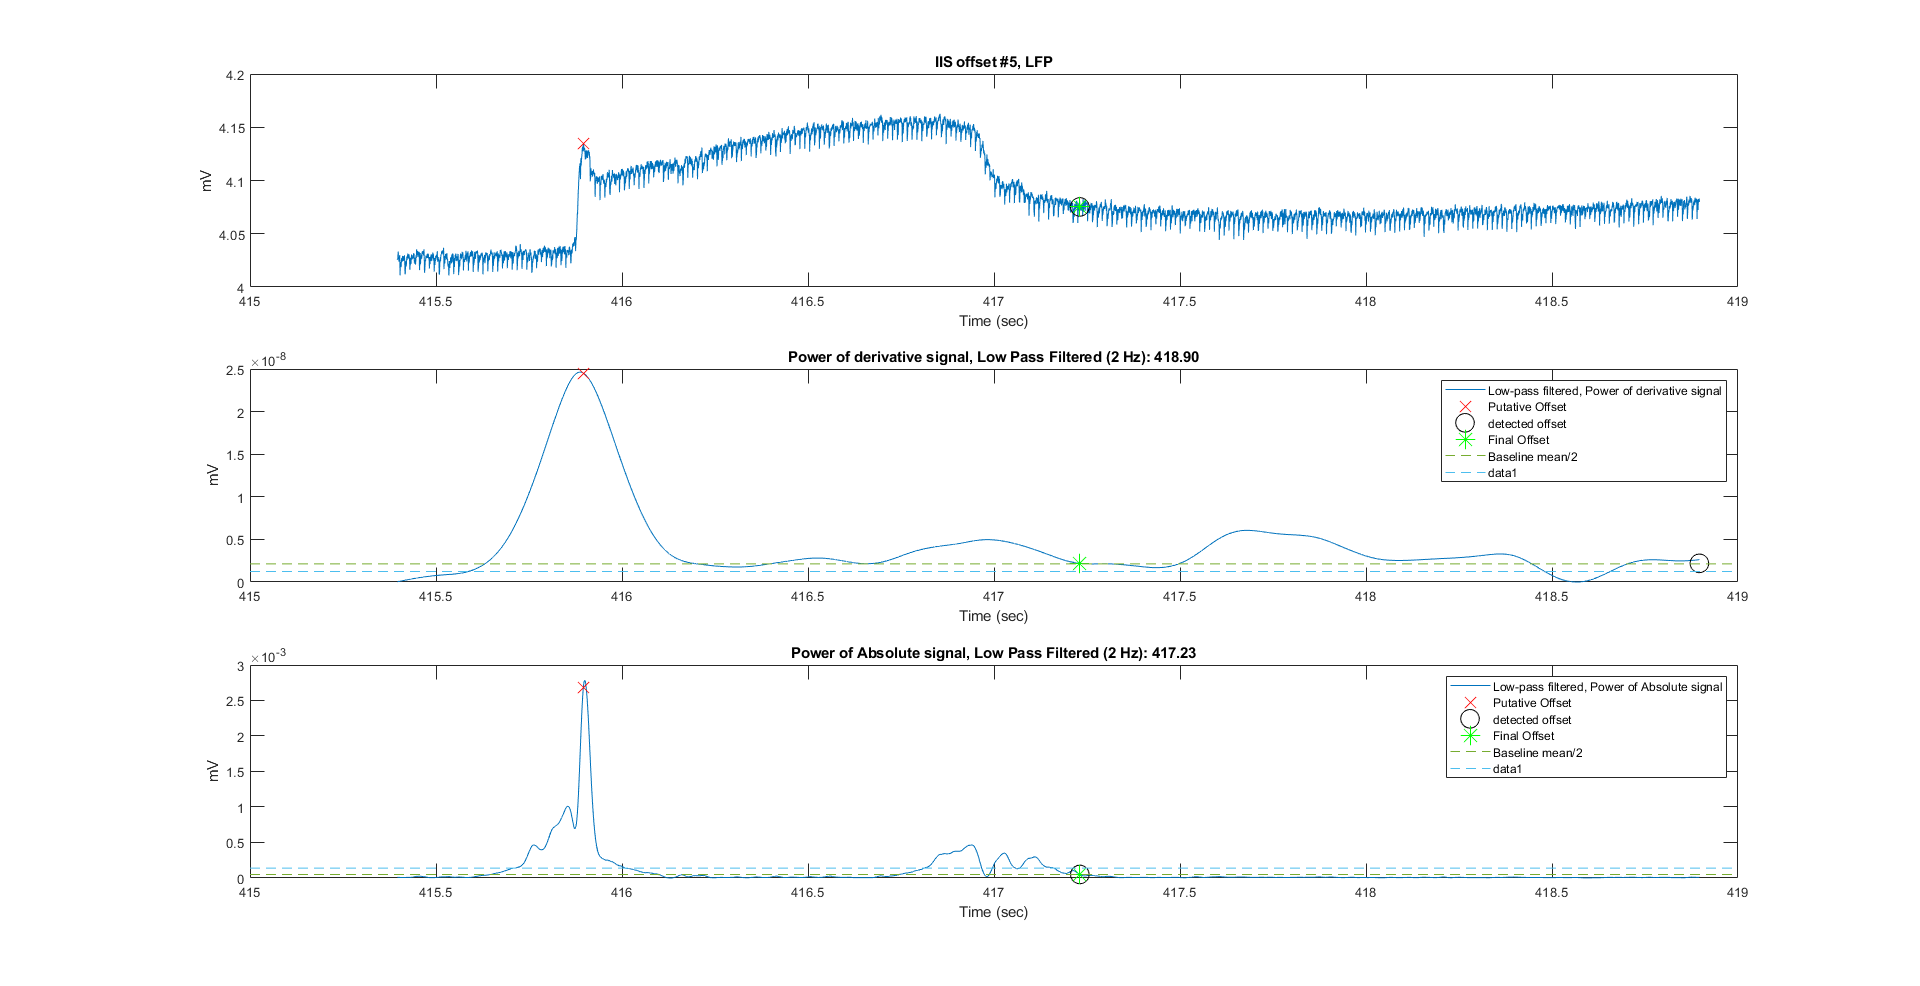 IIS offset #5, LFP
4.2
4.15
4.1
4.05
4
mV
415 415.5 416 416.5 417 417.5 418 418.5 419
Time (sec)
Power of derivative signal, Low Pass Filtered (2 Hz): 418.90
×10-8
2.5
2
1.5
1
0.5
0
mV
Low-pass filtered, Power of derivative signal
Putative Offset
detected offset
Final Offset
Baseline mean/2
data1
415 415.5 416 416.5 417 417.5 418 418.5 419
Time (sec)
Power of Absolute signal, Low Pass Filtered (2 Hz): 417.23
×10-3
3
2.5
2
1.5
1
0.5
0
mV
Low-pass filtered, Power of Absolute signal
Putative Offset
detected offset
Final Offset
Baseline mean/2
data1
415 415.5 416 416.5 417 417.5 418 418.5 419
Time (sec)